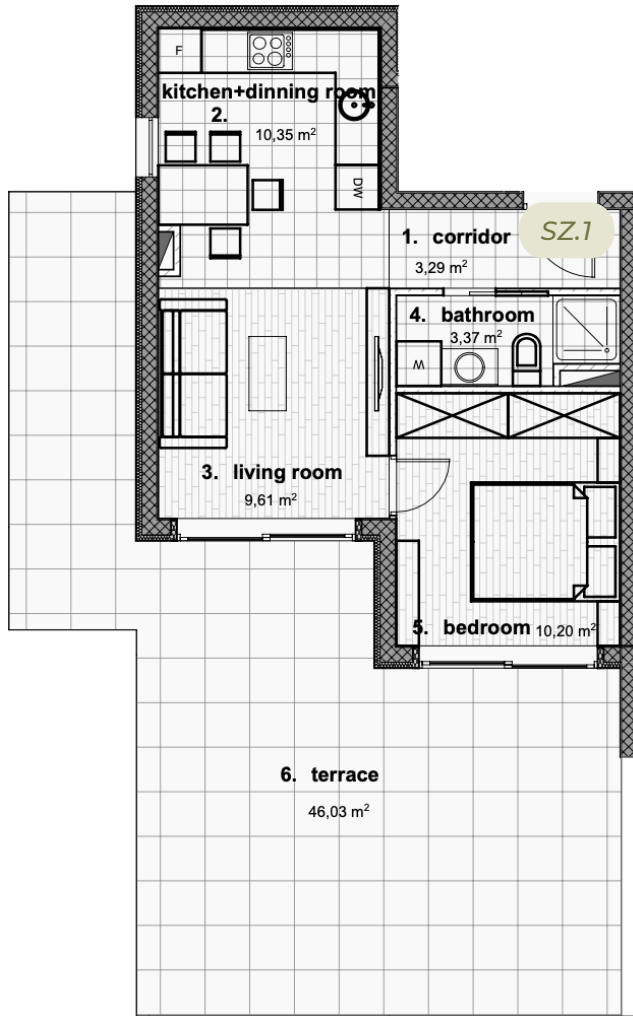 F
kitchen+dinning room
2.
10,35 m²
DW
SZ.1
1. corridor
3,29 m²
4. bathroom
3,37 m²
W
3. living room
9,61 m²
5. bedroom 10,20 m²
6. terrace
46,03 m²